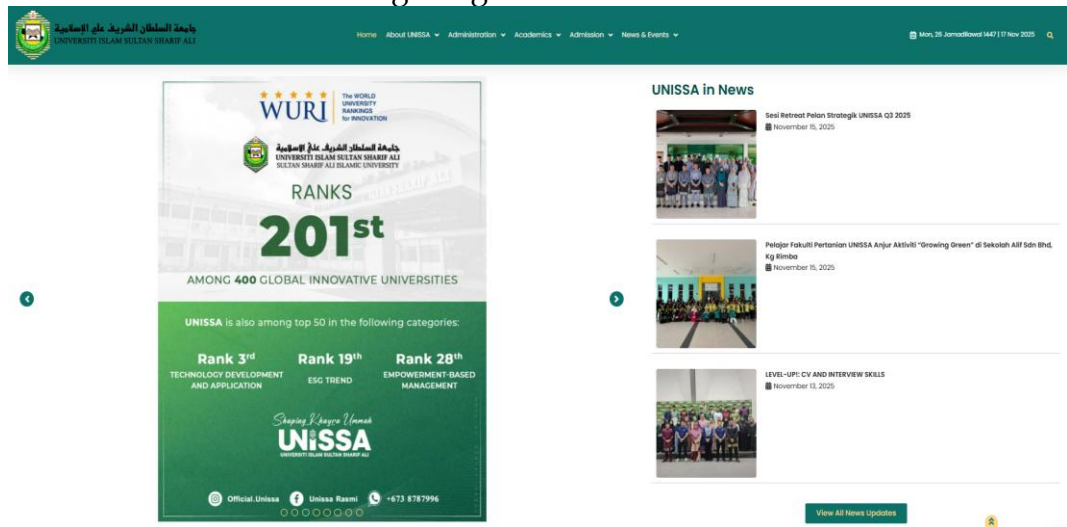 جامعة السلطان الشريف علي الإسلامية
UNIVERSITI ISLAM SULTAN SHARIF ALI
Home About UNISSA Administration Academics Admission News & Events
Mon, 26 Jamadilawal 1447 | 17 Nov 2025
WURI
The WORLD
UNIVERSITY
RANKINGS
for INNOVATION
جامعة السلطان الشريف علي الإسلامية
UNIVERSITI ISLAM SULTAN SHARIF ALI
SULTAN SHARIF ALI ISLAMIC UNIVERSITY
RANKS
201st
AMONG 400 GLOBAL INNOVATIVE UNIVERSITIES
UNISSA is also among top 50 in the following categories:
Rank 3rd
TECHNOLOGY DEVELOPMENT
AND APPLICATION
Rank 19th
ESG TREND
Rank 28th
EMPOWERMENT-BASED
MANAGEMENT
Shaping Khayra Ummah
UNISSA
UNIVERSITI ISLAM SULTAN SHARIF ALI
Official.Unissa Unissa Rasmi +673 8787996
UNISSA in News
Sesi Retreat Pelan Strategik UNISSA Q3 2025
November 15, 2025
Pelajar Fakulti Pertanian UNISSA Anjur Aktiviti "Growing Green" di Sekolah Alif Sdn Bhd,
Kg Rimba
November 15, 2025
LEVEL-UP!: CV AND INTERVIEW SKILLS
November 13, 2025
View All News Updates